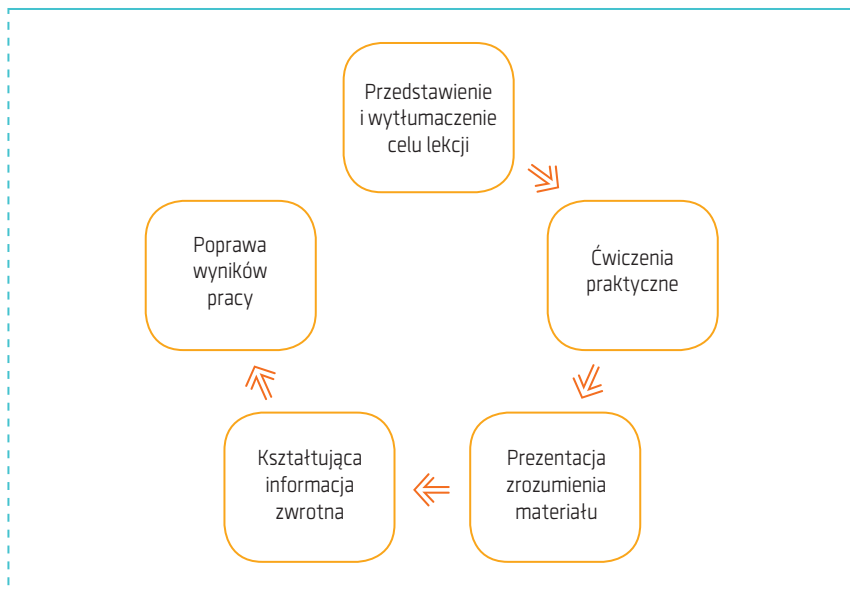 Przedstawienie
i wytłumaczenie
celu lekcji
Ćwiczenia
praktyczne
Prezentacja
zrozumienia
materiału
Kształtująca
informacja
zwrotna
Poprawa
wyników
pracy